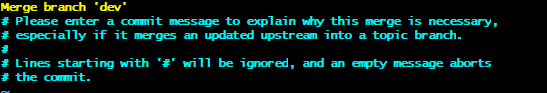 Merge branch 'dev'
# Please enter a commit message to explain why this merge is necessary,
# especially if it merges an updated upstream into a topic branch.
#
# Lines starting with '#' will be ignored, and an empty message aborts
# the commit.
~